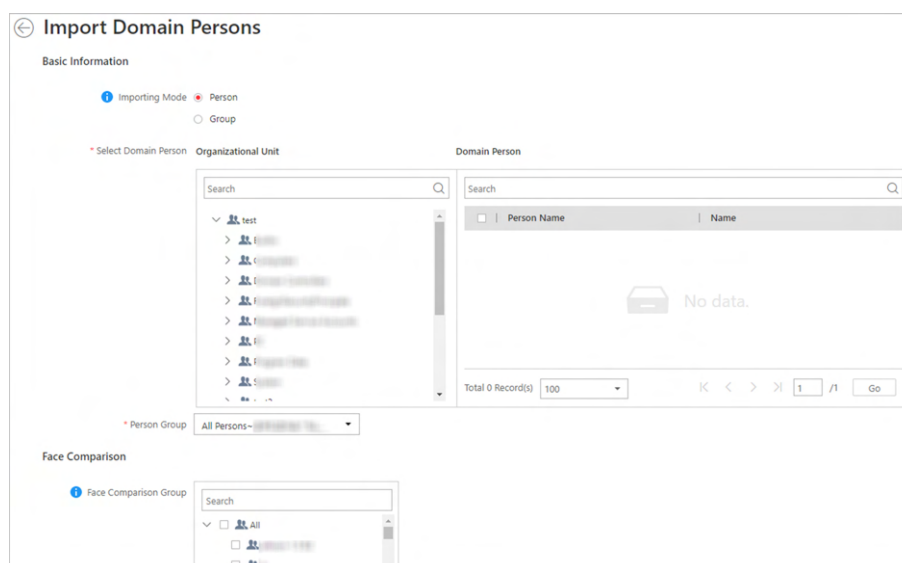 Import Domain Persons
Basic Information
Importing Mode Person
Group
* Select Domain Person Organizational Unit Domain Person
Search Search
test Person Name | Name
No data.
Total 0 Record(s) 100 1 /1 Go
* Person Group All Persons~
Face Comparison
Face Comparison Group Search
All